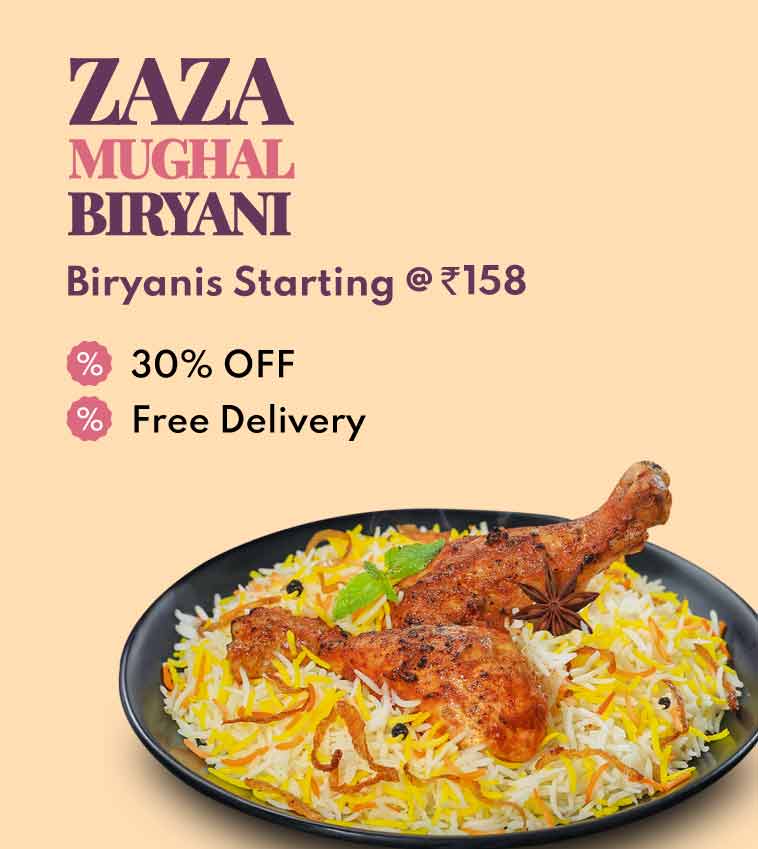 ZAZA
MUGHAL
BIRYANI
Biryanis Starting @ ₹158
% 30% OFF
% Free Delivery